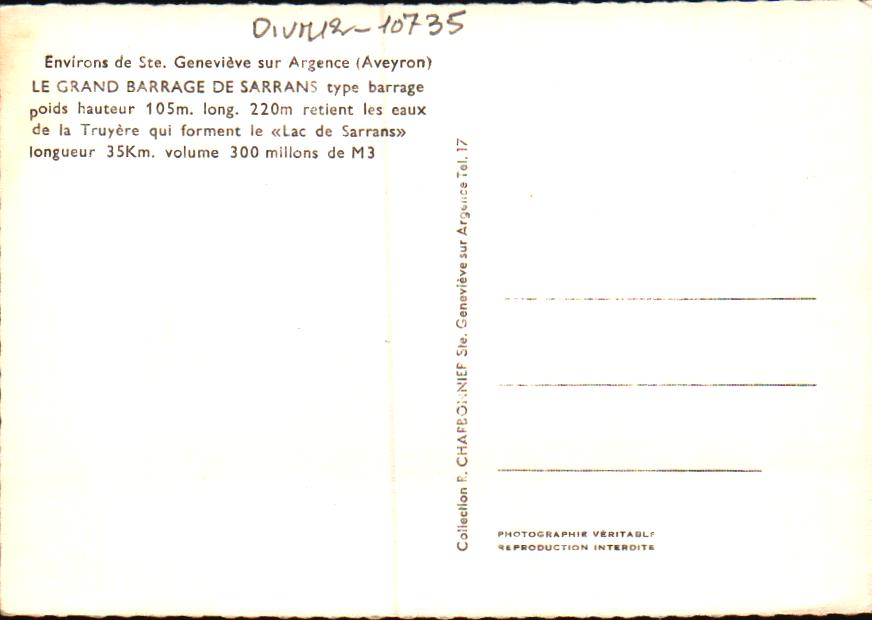 10735
Environs de Ste. Geneviève sur Argence (Aveyron)
LE GRAND BARRAGE DE SARRANS type barrage
poids hauteur 105m. long. 220m retient les eaux
de la Truyère qui forment le «Lac de Sarrans»
longueur 35Km. volume 300 millons de M3
Collection R. CHARBONNIER Ste. Geneviève sur Argence Tel. 17
PHOTOGRAPHIE VÉRITABLE
REPRODUCTION INTERDITE